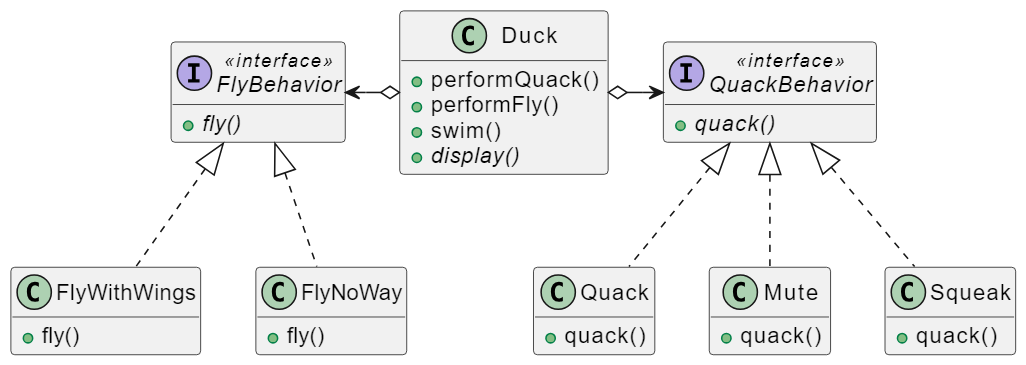 C Duck
performQuack()
performFly()
swim()
display()
I «interface»
FlyBehavior
fly()
I «interface»
QuackBehavior
quack()
C FlyWithWings
fly()
C FlyNoWay
fly()
C Quack
quack()
C Mute
quack()
C Squeak
quack()